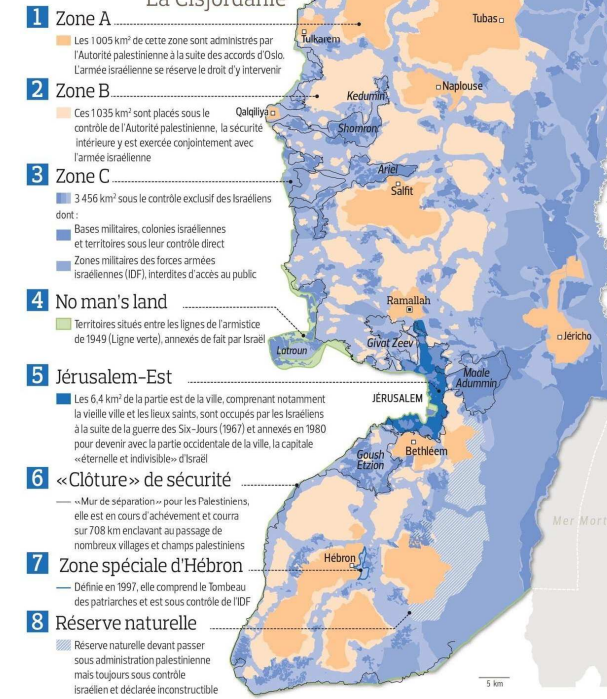 La Cisjordanie
1 Zone A
Les 1 005 km² de cette zone sont administrés par
l'Autorité palestinienne à la suite des accords d'Oslo.
L'armée israélienne se réserve le droit d'y intervenir
2 Zone B
Ces 1 035 km² sont placés sous le
contrôle de l'Autorité palestinienne, la sécurité
intérieure y est exercée conjointement avec
l'armée israélienne
3 Zone C
3 456 km² sous le contrôle exclusif des Israéliens
dont :
Bases militaires, colonies israéliennes
et territoires sous leur contrôle direct
Zones militaires des forces armées
israéliennes (IDF), interdites d'accès au public
4 No man's land
Territoires situés entre les lignes de l'armistice
de 1949 (Ligne verte), annexés de fait par Israël
5 Jérusalem-Est
Les 6,4 km² de la partie est de la ville, comprenant notamment
la vieille ville et les lieux saints, sont occupés par les Israéliens
à la suite de la guerre des Six-Jours (1967) et annexés en 1980
pour devenir avec la partie occidentale de la ville, la capitale
«éternelle et indivisible» d'Israël
6 «Clôture» de sécurité
«Mur de séparation» pour les Palestiniens,
elle est en cours d'achévement et courra
sur 708 km enclavant au passage de
nombreux villages et champs palestiniens
7 Zone spéciale d'Hébron
Définie en 1997, elle comprend le Tombeau
des patriarches et est sous contrôle de l'IDF
8 Réserve naturelle
Réserve naturelle devant passer
sous administration palestinienne
mais toujours sous contrôle
israélien et déclarée inconstructible
Tubas
Tulkarem
Naplouse
Kedumim
Qalqiliya
Shomron
Ariel
Salfit
Ramallah
Givat Zeev
Jéricho
Latroun
Maale
Adummin
JÉRUSALEM
Goush
Etzion
Bethléem
Mer Mort
Hébron
5 km